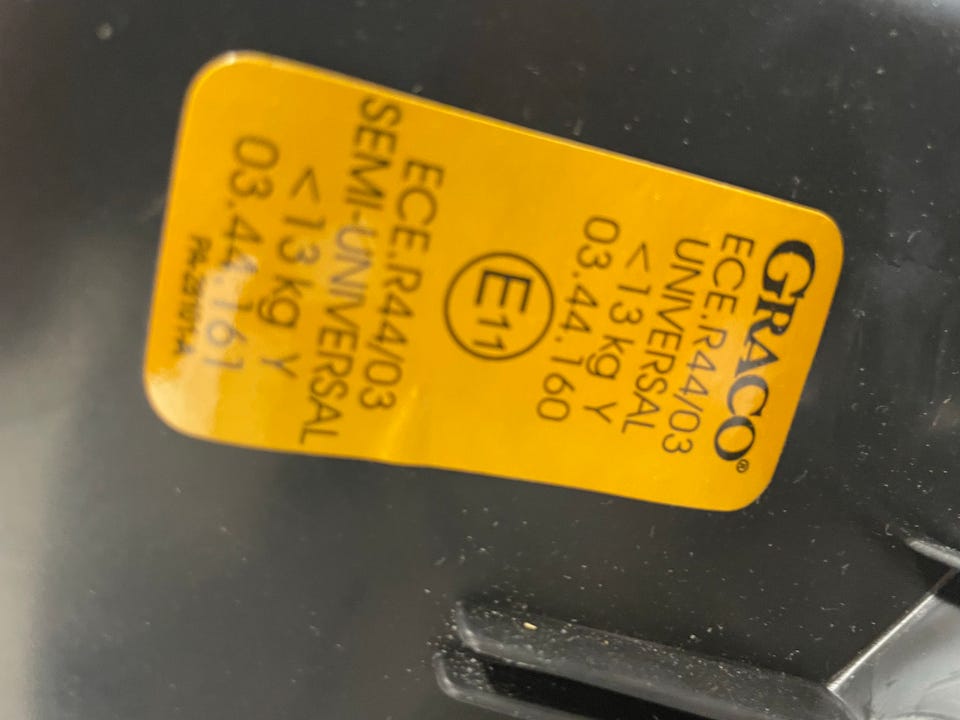 GRACO®
ECE.R44/03
UNIVERSAL
<13 kg Y
03.44.160
E11
ECE.R44/03
SEMI-UNIVERSAL
<13 kg Y
03.44.161